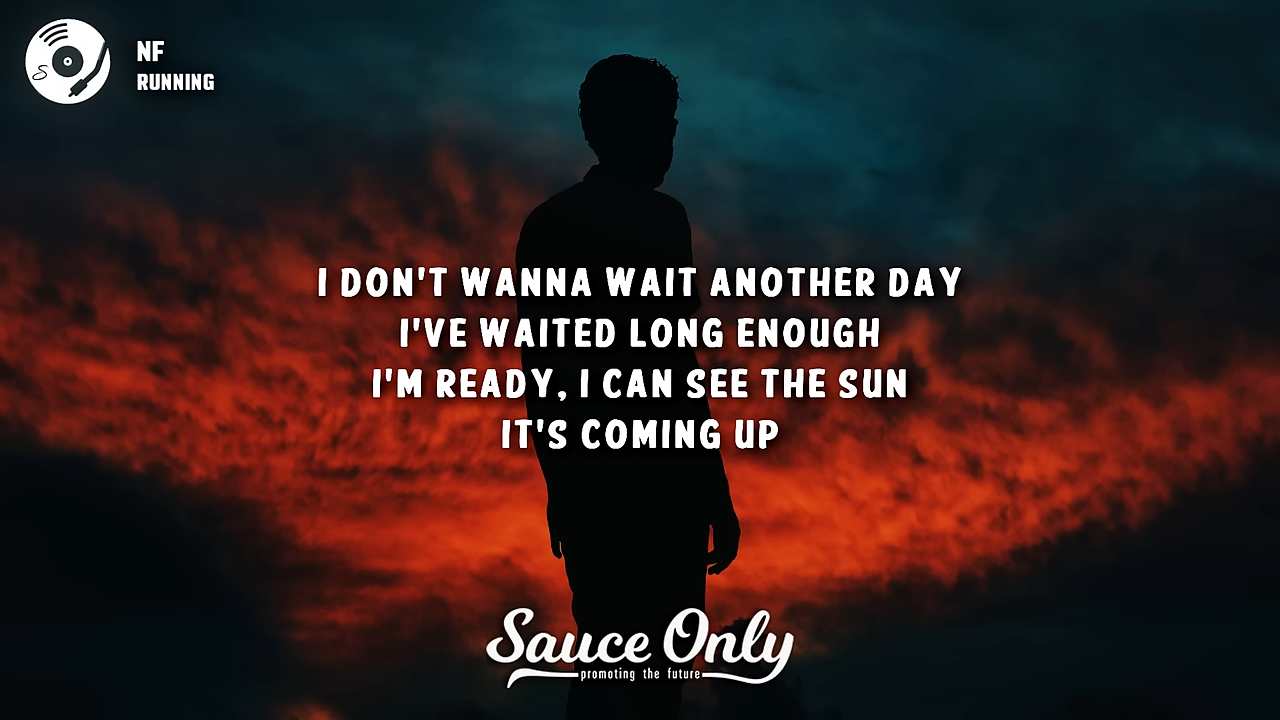 NF
RUNNING
I DON'T WANNA WAIT ANOTHER DAY
I'VE WAITED LONG ENOUGH
I'M READY, I CAN SEE THE SUN
IT'S COMING UP
Sauce Only
promoting the future